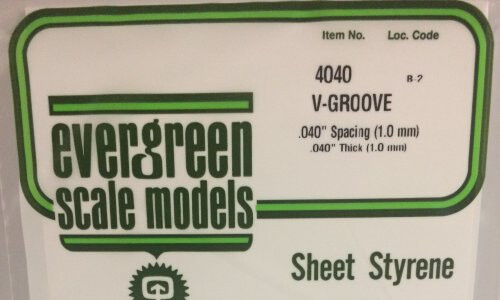 Item No. Loc. Code
4040 B-2
V-GROOVE
.040" Spacing (1.0 mm)
.040" Thick (1.0 mm)
evergreen
scale models
Sheet Styrene